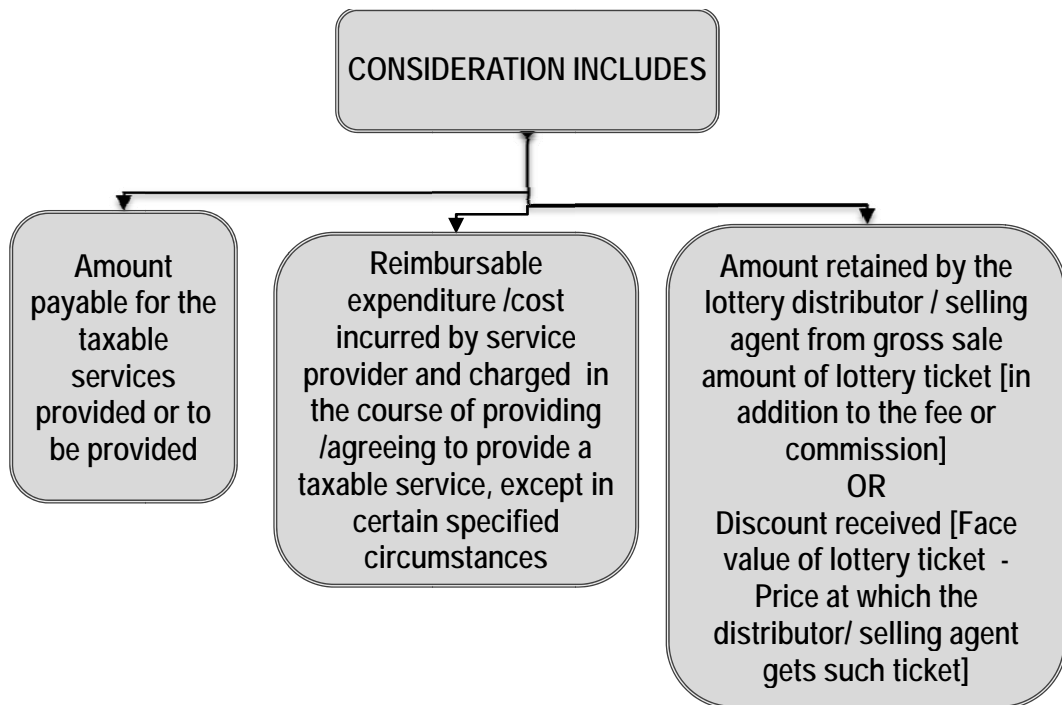 CONSIDERATION INCLUDES
Amount
payable for the
taxable
services
provided or to
be provided
Reimbursable
expenditure /cost
incurred by service
provider and charged in
the course of providing
/agreeing to provide a
taxable service, except in
certain specified
circumstances
Amount retained by the
lottery distributor / selling
agent from gross sale
amount of lottery ticket [in
addition to the fee or
commission]
OR
Discount received [Face
value of lottery ticket -
Price at which the
distributor/ selling agent
gets such ticket]